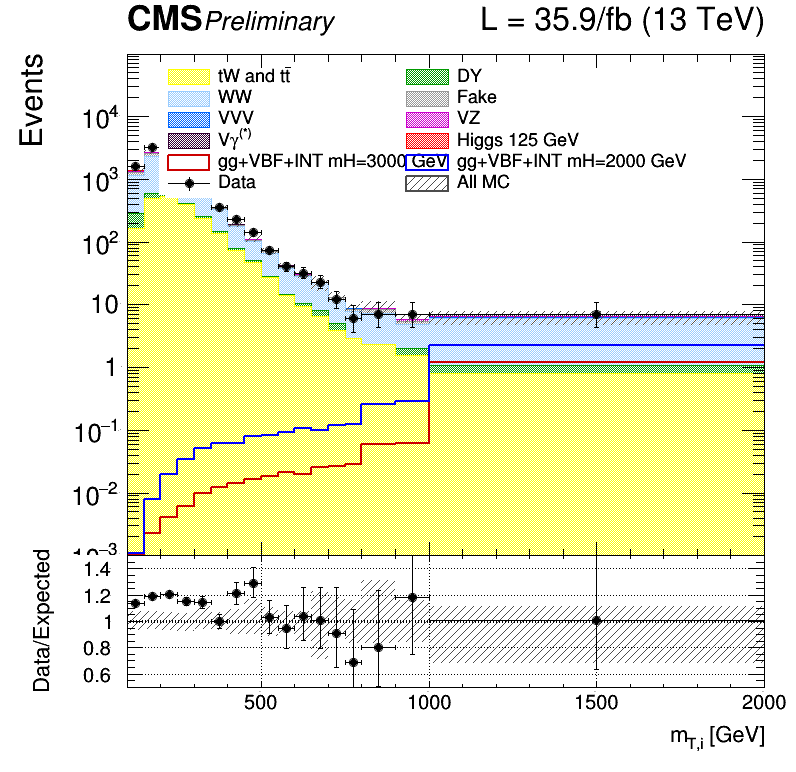 CMS Preliminary L = 35.9/fb (13 TeV)
Events
tW and tt̄ DY
WW Fake
VVV VZ
Vγ(*) Higgs 125 GeV
gg+VBF+INT mH=3000 GeV gg+VBF+INT mH=2000 GeV
Data All MC
10⁴
10³
10²
10
1
10⁻¹
10⁻²
10⁻³
Data/Expected
1.4
1.2
1
0.8
0.6
500 1000 1500 2000
m_T,i [GeV]